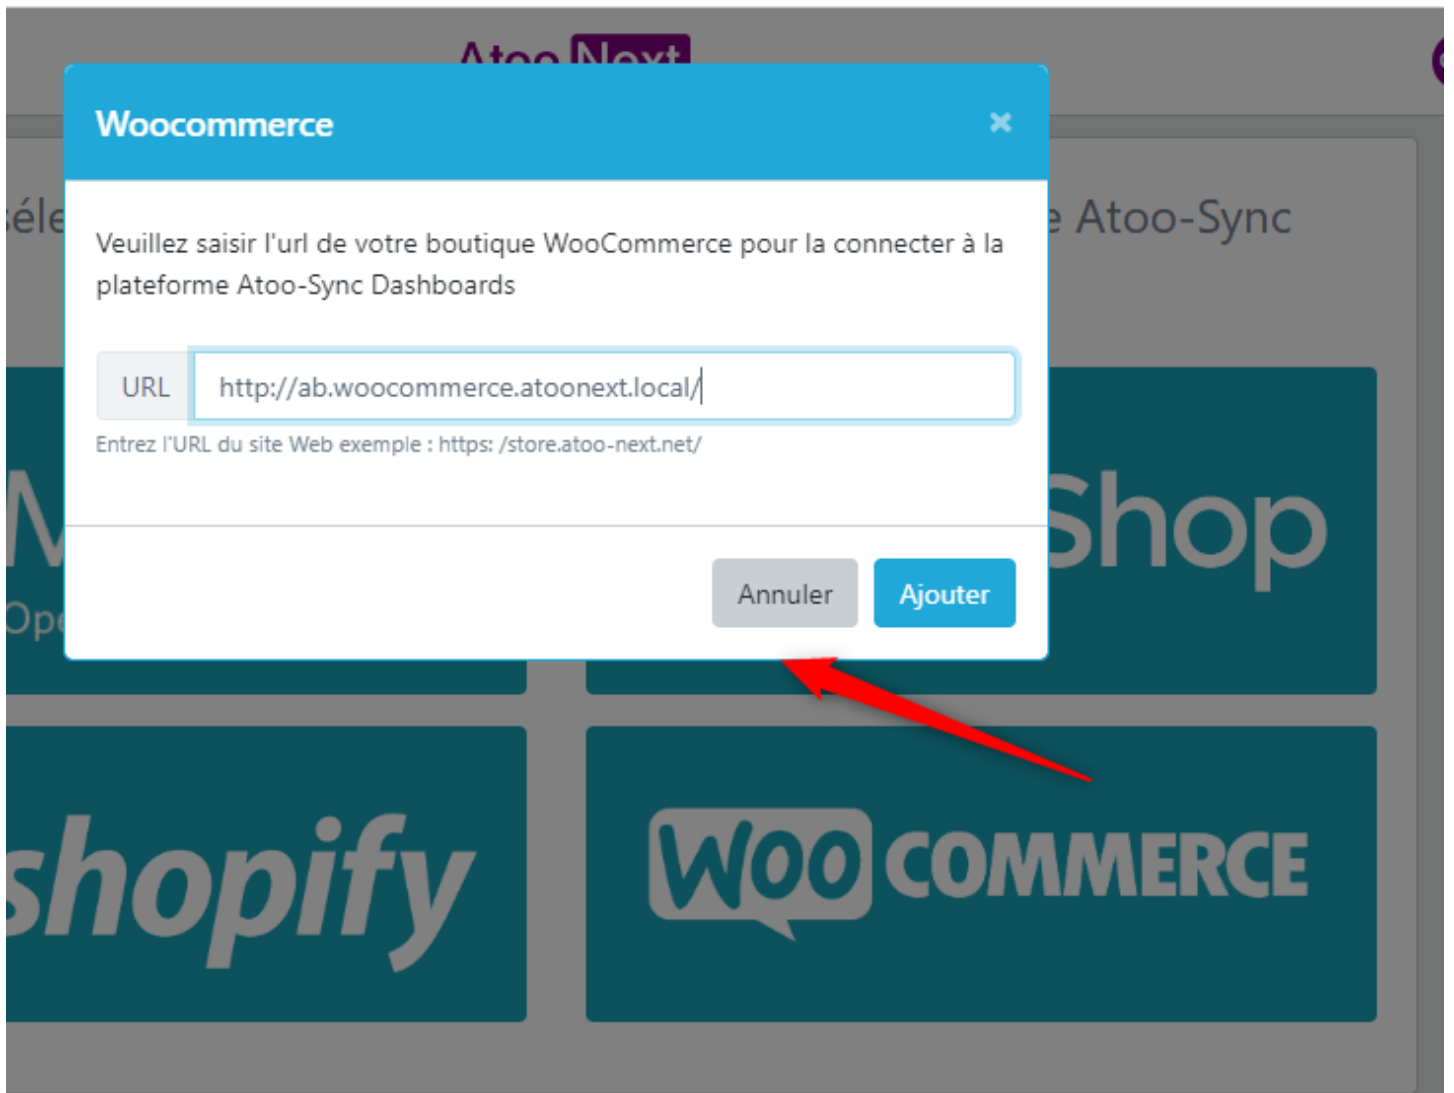 Atoo Next
Woocommerce
e Atoo-Sync
Veuillez saisir l'url de votre boutique WooCommerce pour la connecter à la
plateforme Atoo-Sync Dashboards
URL http://ab.woocommerce.atoonext.local/
Entrez l'URL du site Web exemple : https: /store.atoo-next.net/
Shop
Annuler Ajouter
shopify
WOO COMMERCE